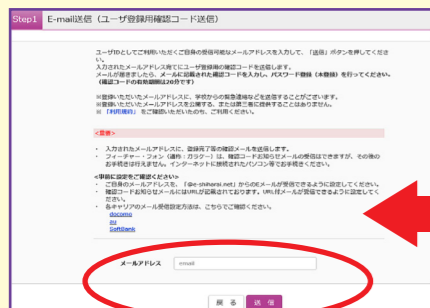 Step1 E-mail送信（ユーザ登録用確認コード送信）
ユーザIDとしてご利用いただくご自身の受信可能なメールアドレスを入力して、「送信」ボタンを押してくださ
い。
入力されたメールアドレス宛てにユーザ登録用の確認コードを送信します。
メールが届きましたら、メールに記載された確認コードを入力し、パスワード登録（本登録）を行ってください。
（確認コードの有効期限は20分です）
※登録いただいたメールアドレスに、学校からの緊急連絡などを送信することがございます。
※登録いただいたメールアドレスを公開する、または第三者に提供することはありません。
※ 「利用規約」 をご確認いただいたのち、ご利用ください。
<重要>
・ 入力されたメールアドレスに、登録完了等の確認メールを送信します。
・ フィーチャー・フォン（通称：ガラケー）は、確認コードお知らせメールの受信はできますが、その後の
お手続きは行えません。インターネットに接続されたパソコン等でお手続きください。
<事前に設定をご確認ください>
・ ご自身のメールアドレスを、「@e-shiharai.net」からのEメールが受信できるように設定してください。
・ 確認コードお知らせメールにはURLが記載されております。URL付メールが受信できるように設定してく
ださい。
・ 各キャリアのメール受信設定方法は、こちらでご確認ください。
docomo
au
SoftBank
メールアドレス email
戻 る 送 信